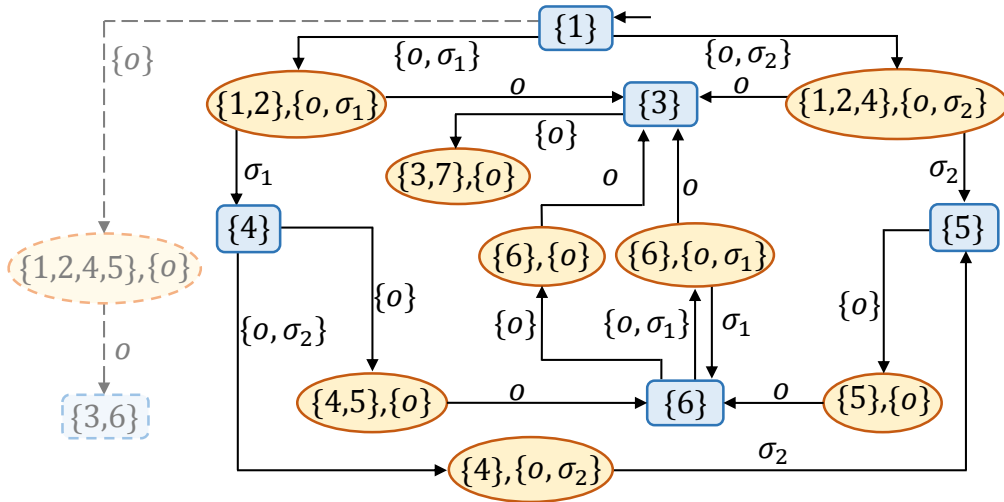 {1}
{o}
{o, σ₁}
{o, σ₂}
{1,2},{o, σ₁}
o
{3}
o
{1,2,4},{o, σ₂}
{o}
σ₁
{3,7},{o}
o
o
σ₂
{4}
{5}
{1,2,4,5},{o}
{6},{o}
{6},{o, σ₁}
{o}
{o}
{o, σ₂}
{o}
{o, σ₁}
σ₁
o
{3,6}
{4,5},{o}
o
{6}
o
{5},{o}
{4},{o, σ₂}
σ₂